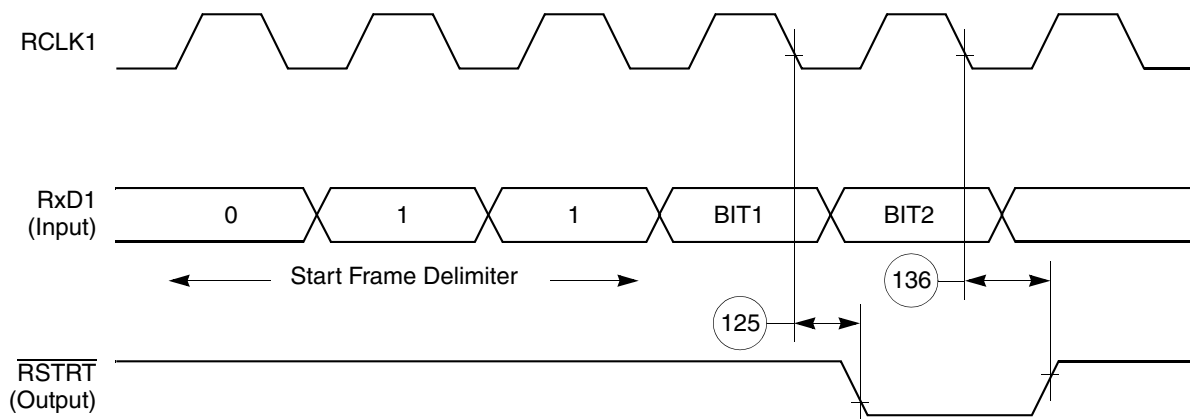 RCLK1
RxD1
(Input)
0
1
1
BIT1
BIT2
Start Frame Delimiter
136
125
RSTRT
(Output)